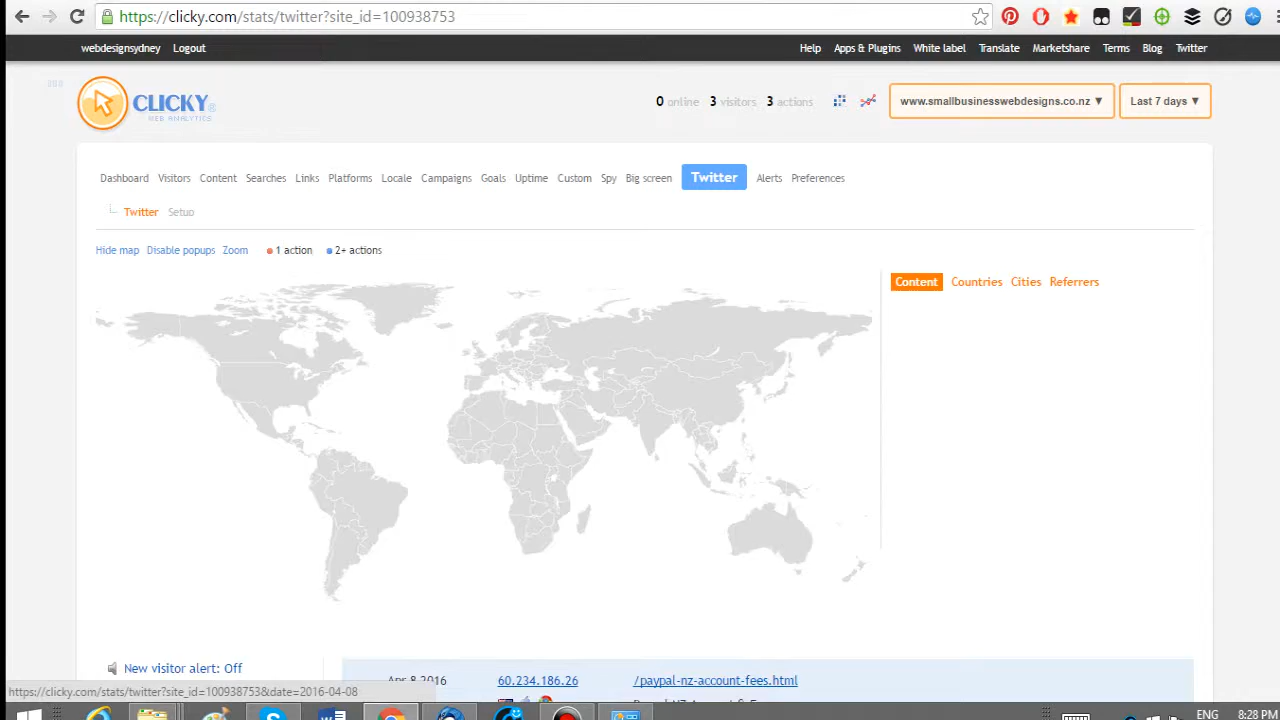 https://clicky.com/stats/twitter?site_id=100938753
webdesignsydney Logout Help Apps & Plugins White label Translate Marketshare Terms Blog Twitter
CLICKY®
WEB ANALYTICS
0 online 3 visitors 3 actions www.smallbusinesswebdesigns.co.nz ▼ Last 7 days ▼
Dashboard Visitors Content Searches Links Platforms Locale Campaigns Goals Uptime Custom Spy Big screen Twitter Alerts Preferences
Twitter Setup
Hide map Disable popups Zoom 1 action 2+ actions
Content Countries Cities Referrers
New visitor alert: Off
Apr 8 2016 60.234.186.26 /paypal-nz-account-fees.html
https://clicky.com/stats/twitter?site_id=100938753&date=2016-04-08
ENG 8:28 PM